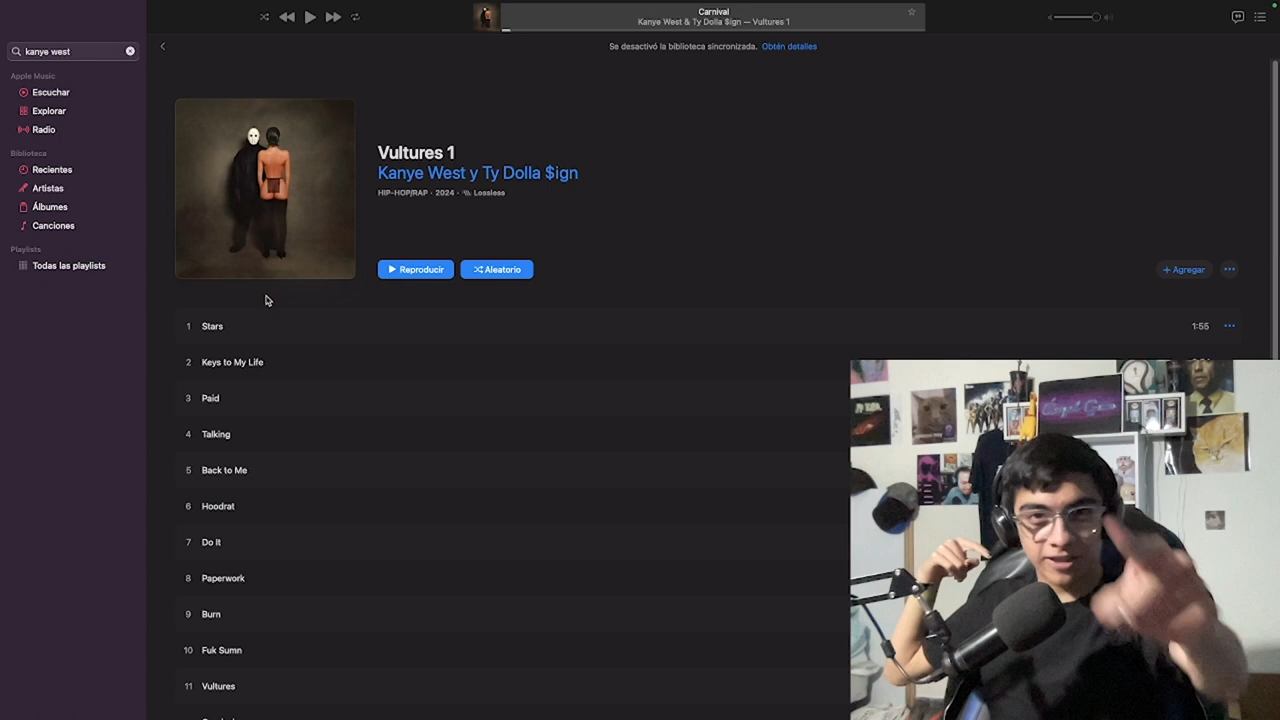 Carnival
Kanye West & Ty Dolla $ign — Vultures 1
kanye west
Se desactivó la biblioteca sincronizada. Obtén detalles
Apple Music
Escuchar
Explorar
Radio
Biblioteca
Recientes
Artistas
Álbumes
Canciones
Playlists
Todas las playlists
Vultures 1
Kanye West y Ty Dolla $ign
HIP-HOP/RAP · 2024 · Lossless
Reproducir
Aleatorio
+ Agregar
1 Stars 1:55
2 Keys to My Life
3 Paid
4 Talking
5 Back to Me
6 Hoodrat
7 Do It
8 Paperwork
9 Burn
10 Fuk Sumn
11 Vultures